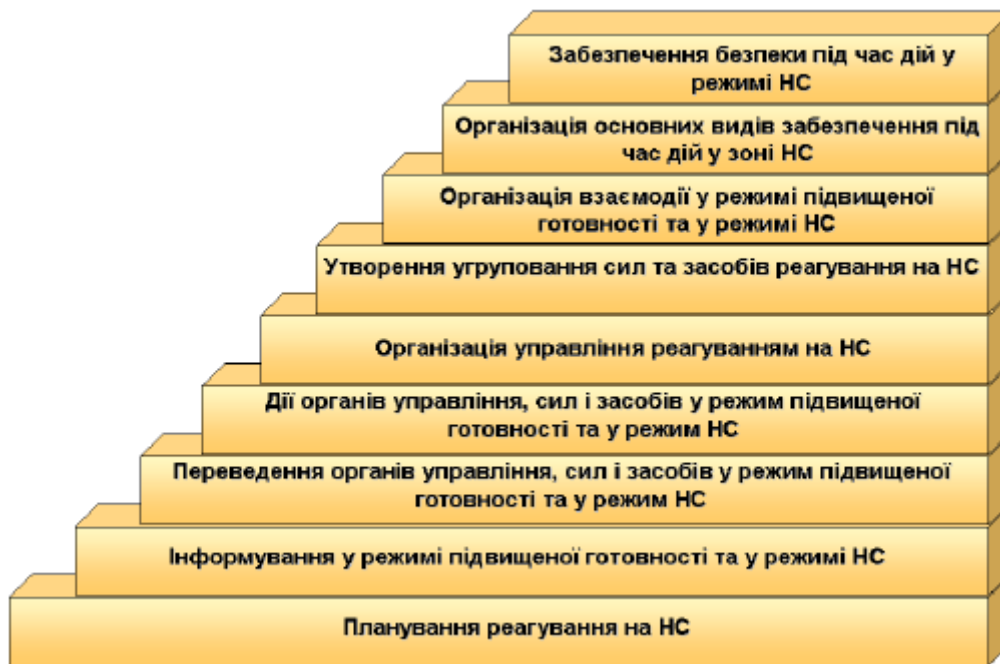 Забезпечення безпеки під час дій у
режимі НС
Організація основних видів забезпечення під
час дій у зоні НС
Організація взаємодії у режимі підвищеної
готовності та у режимі НС
Утворення угруповання сил та засобів реагування на НС
Організація управління реагуванням на НС
Дії органів управління, сил і засобів у режим підвищеної
готовності та у режим НС
Переведення органів управління, сил і засобів у режим підвищеної
готовності та у режим НС
Інформування у режимі підвищеної готовності та у режимі НС
Планування реагування на НС